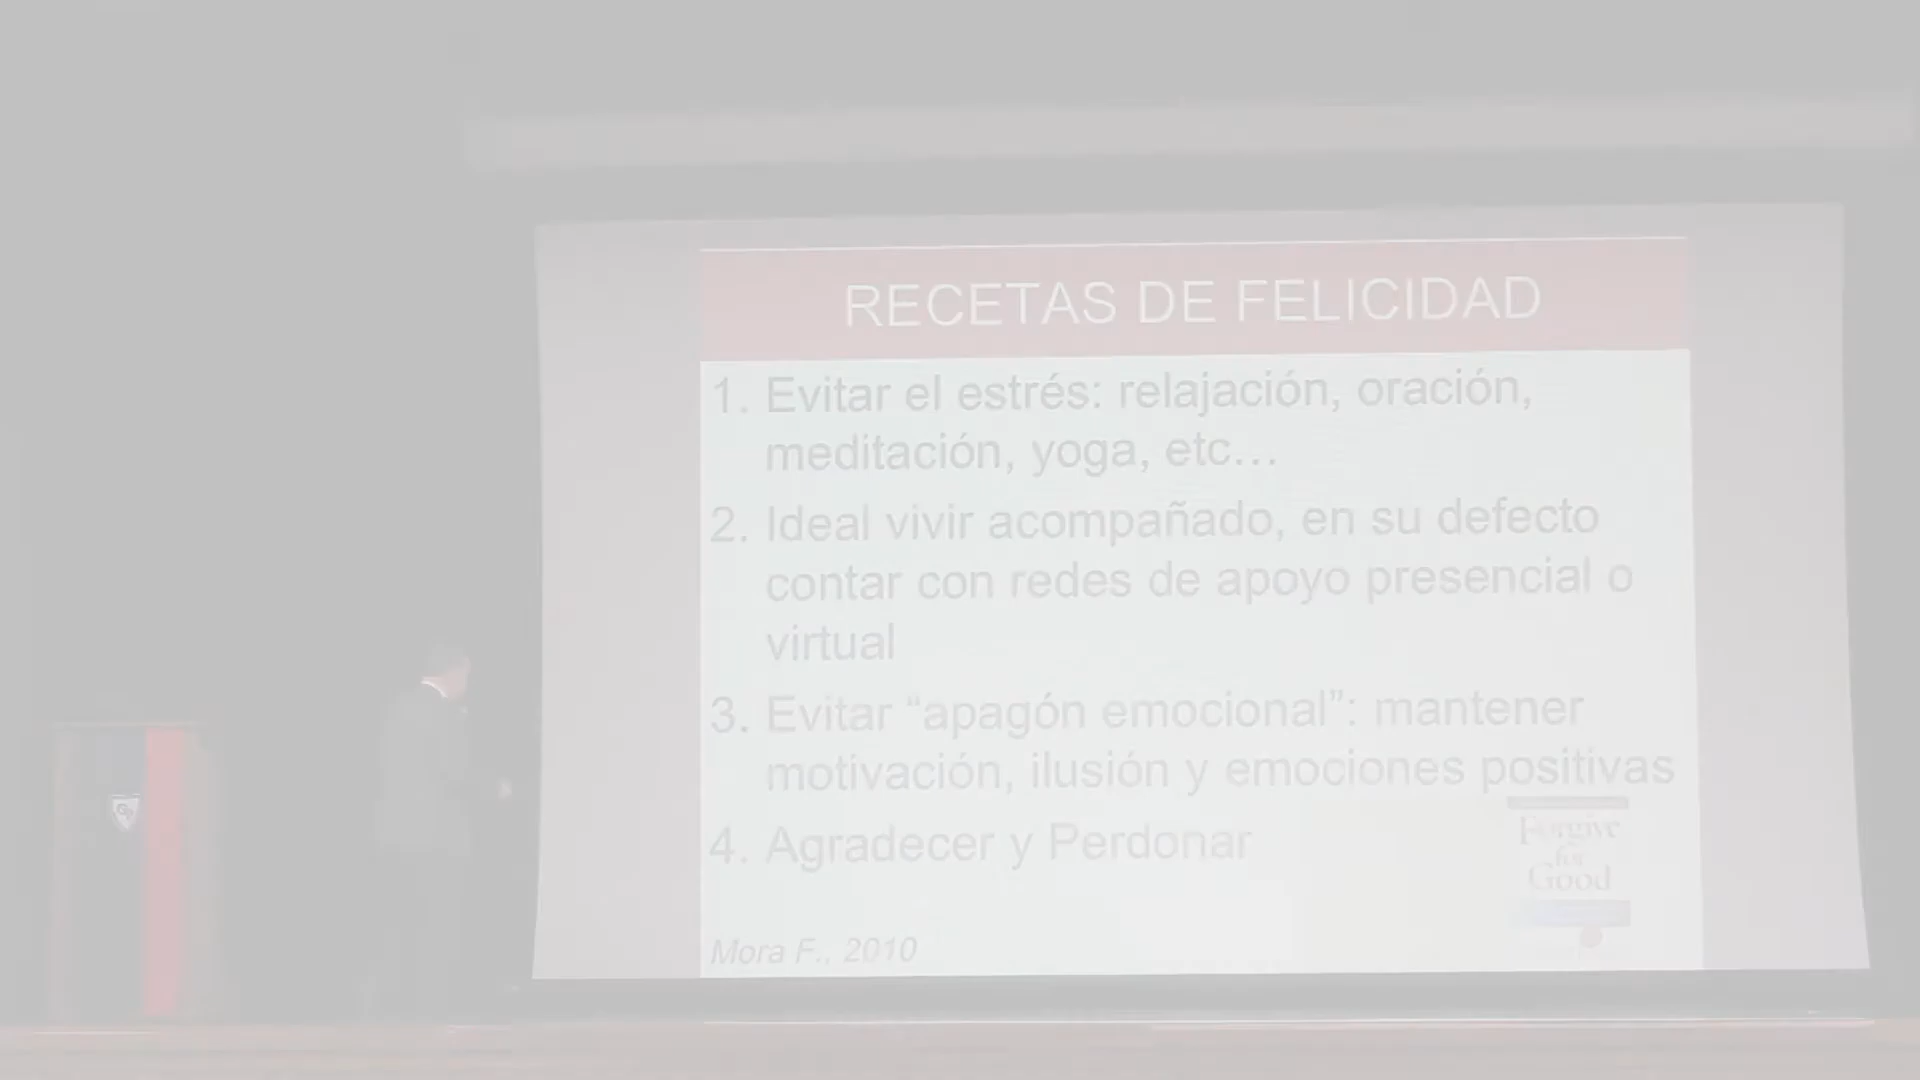 RECETAS DE FELICIDAD
1. Evitar el estrés: relajación, oración,
meditación, yoga, etc...
2. Ideal vivir acompañado, en su defecto
contar con redes de apoyo presencial o
virtual
3. Evitar “apagón emocional”: mantener
motivación, ilusión y emociones positivas
4. Agradecer y Perdonar
Forgive
for
Good
Mora F., 2010